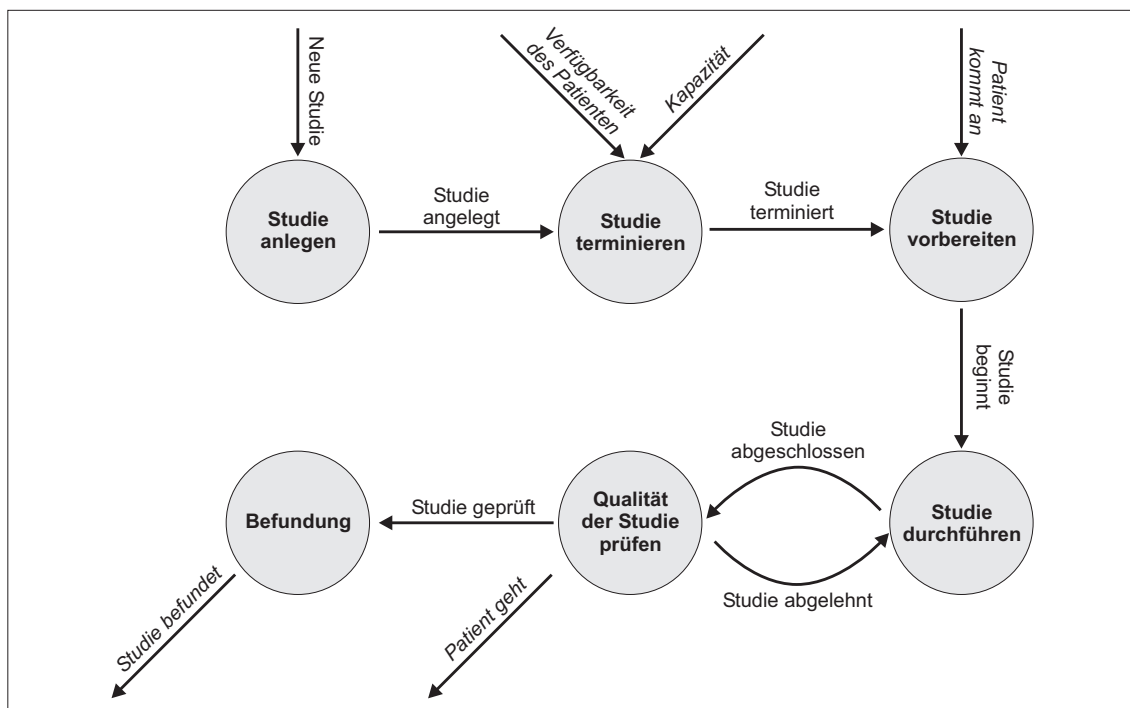 Neue Studie
Verfügbarkeit
des Patienten
Kapazität
Patient
kommt an
Studie
anlegen
Studie
angelegt
Studie
terminieren
Studie
terminiert
Studie
vorbereiten
Studie
beginnt
Studie
abgeschlossen
Befundung
Studie geprüft
Qualität
der Studie
prüfen
Studie
durchführen
Studie abgelehnt
Studie befundet
Patient geht